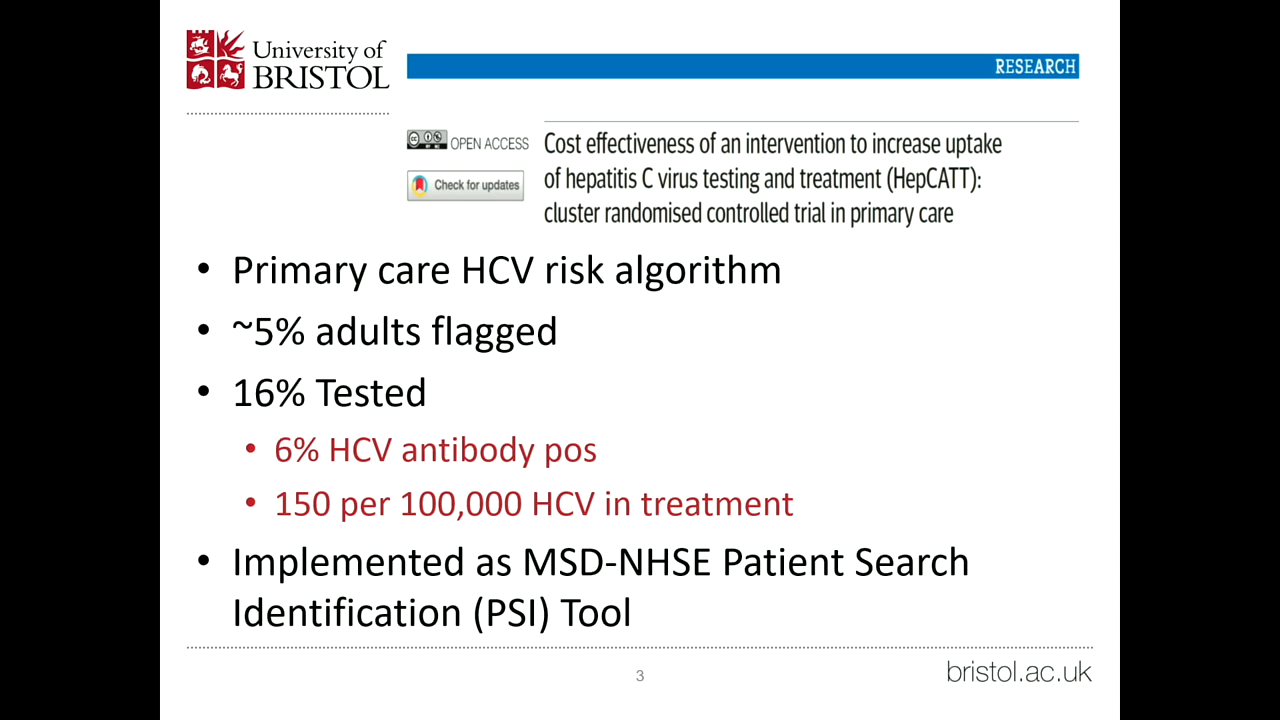 University of
BRISTOL
RESEARCH
OPEN ACCESS
Check for updates
Cost effectiveness of an intervention to increase uptake
of hepatitis C virus testing and treatment (HepCATT):
cluster randomised controlled trial in primary care
• Primary care HCV risk algorithm
• ~5% adults flagged
• 16% Tested
• 6% HCV antibody pos
• 150 per 100,000 HCV in treatment
• Implemented as MSD-NHSE Patient Search
Identification (PSI) Tool
3
bristol.ac.uk